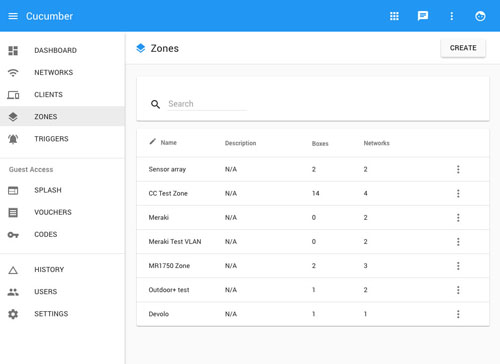 Cucumber
DASHBOARD
NETWORKS
CLIENTS
ZONES
TRIGGERS
Guest Access
SPLASH
VOUCHERS
CODES
HISTORY
USERS
SETTINGS
Zones
CREATE
Search
Name Description Boxes Networks
Sensor array N/A 2 2
CC Test Zone N/A 14 4
Meraki N/A 0 2
Meraki Test VLAN N/A 0 2
MR1750 Zone N/A 2 3
Outdoor+ test N/A 1 2
Devolo N/A 1 1